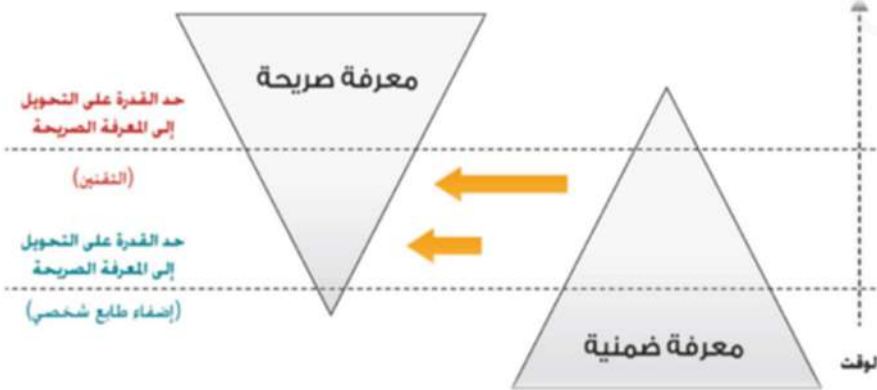 معرفة صريحة
حد القدرة على التحويل
إلى المعرفة الصريحة
(التقنين)
حد القدرة على التحويل
إلى المعرفة الصريحة
(إضفاء طابع شخصي)
معرفة ضمنية
الوقت